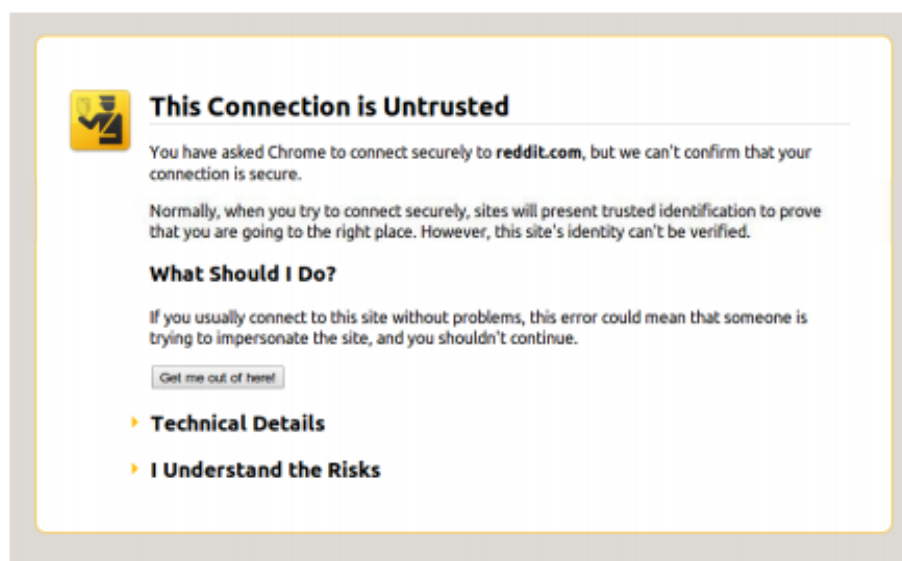 This Connection is Untrusted
You have asked Chrome to connect securely to reddit.com, but we can't confirm that your
connection is secure.
Normally, when you try to connect securely, sites will present trusted identification to prove
that you are going to the right place. However, this site's identity can't be verified.
What Should I Do?
If you usually connect to this site without problems, this error could mean that someone is
trying to impersonate the site, and you shouldn't continue.
Get me out of here!
Technical Details
I Understand the Risks